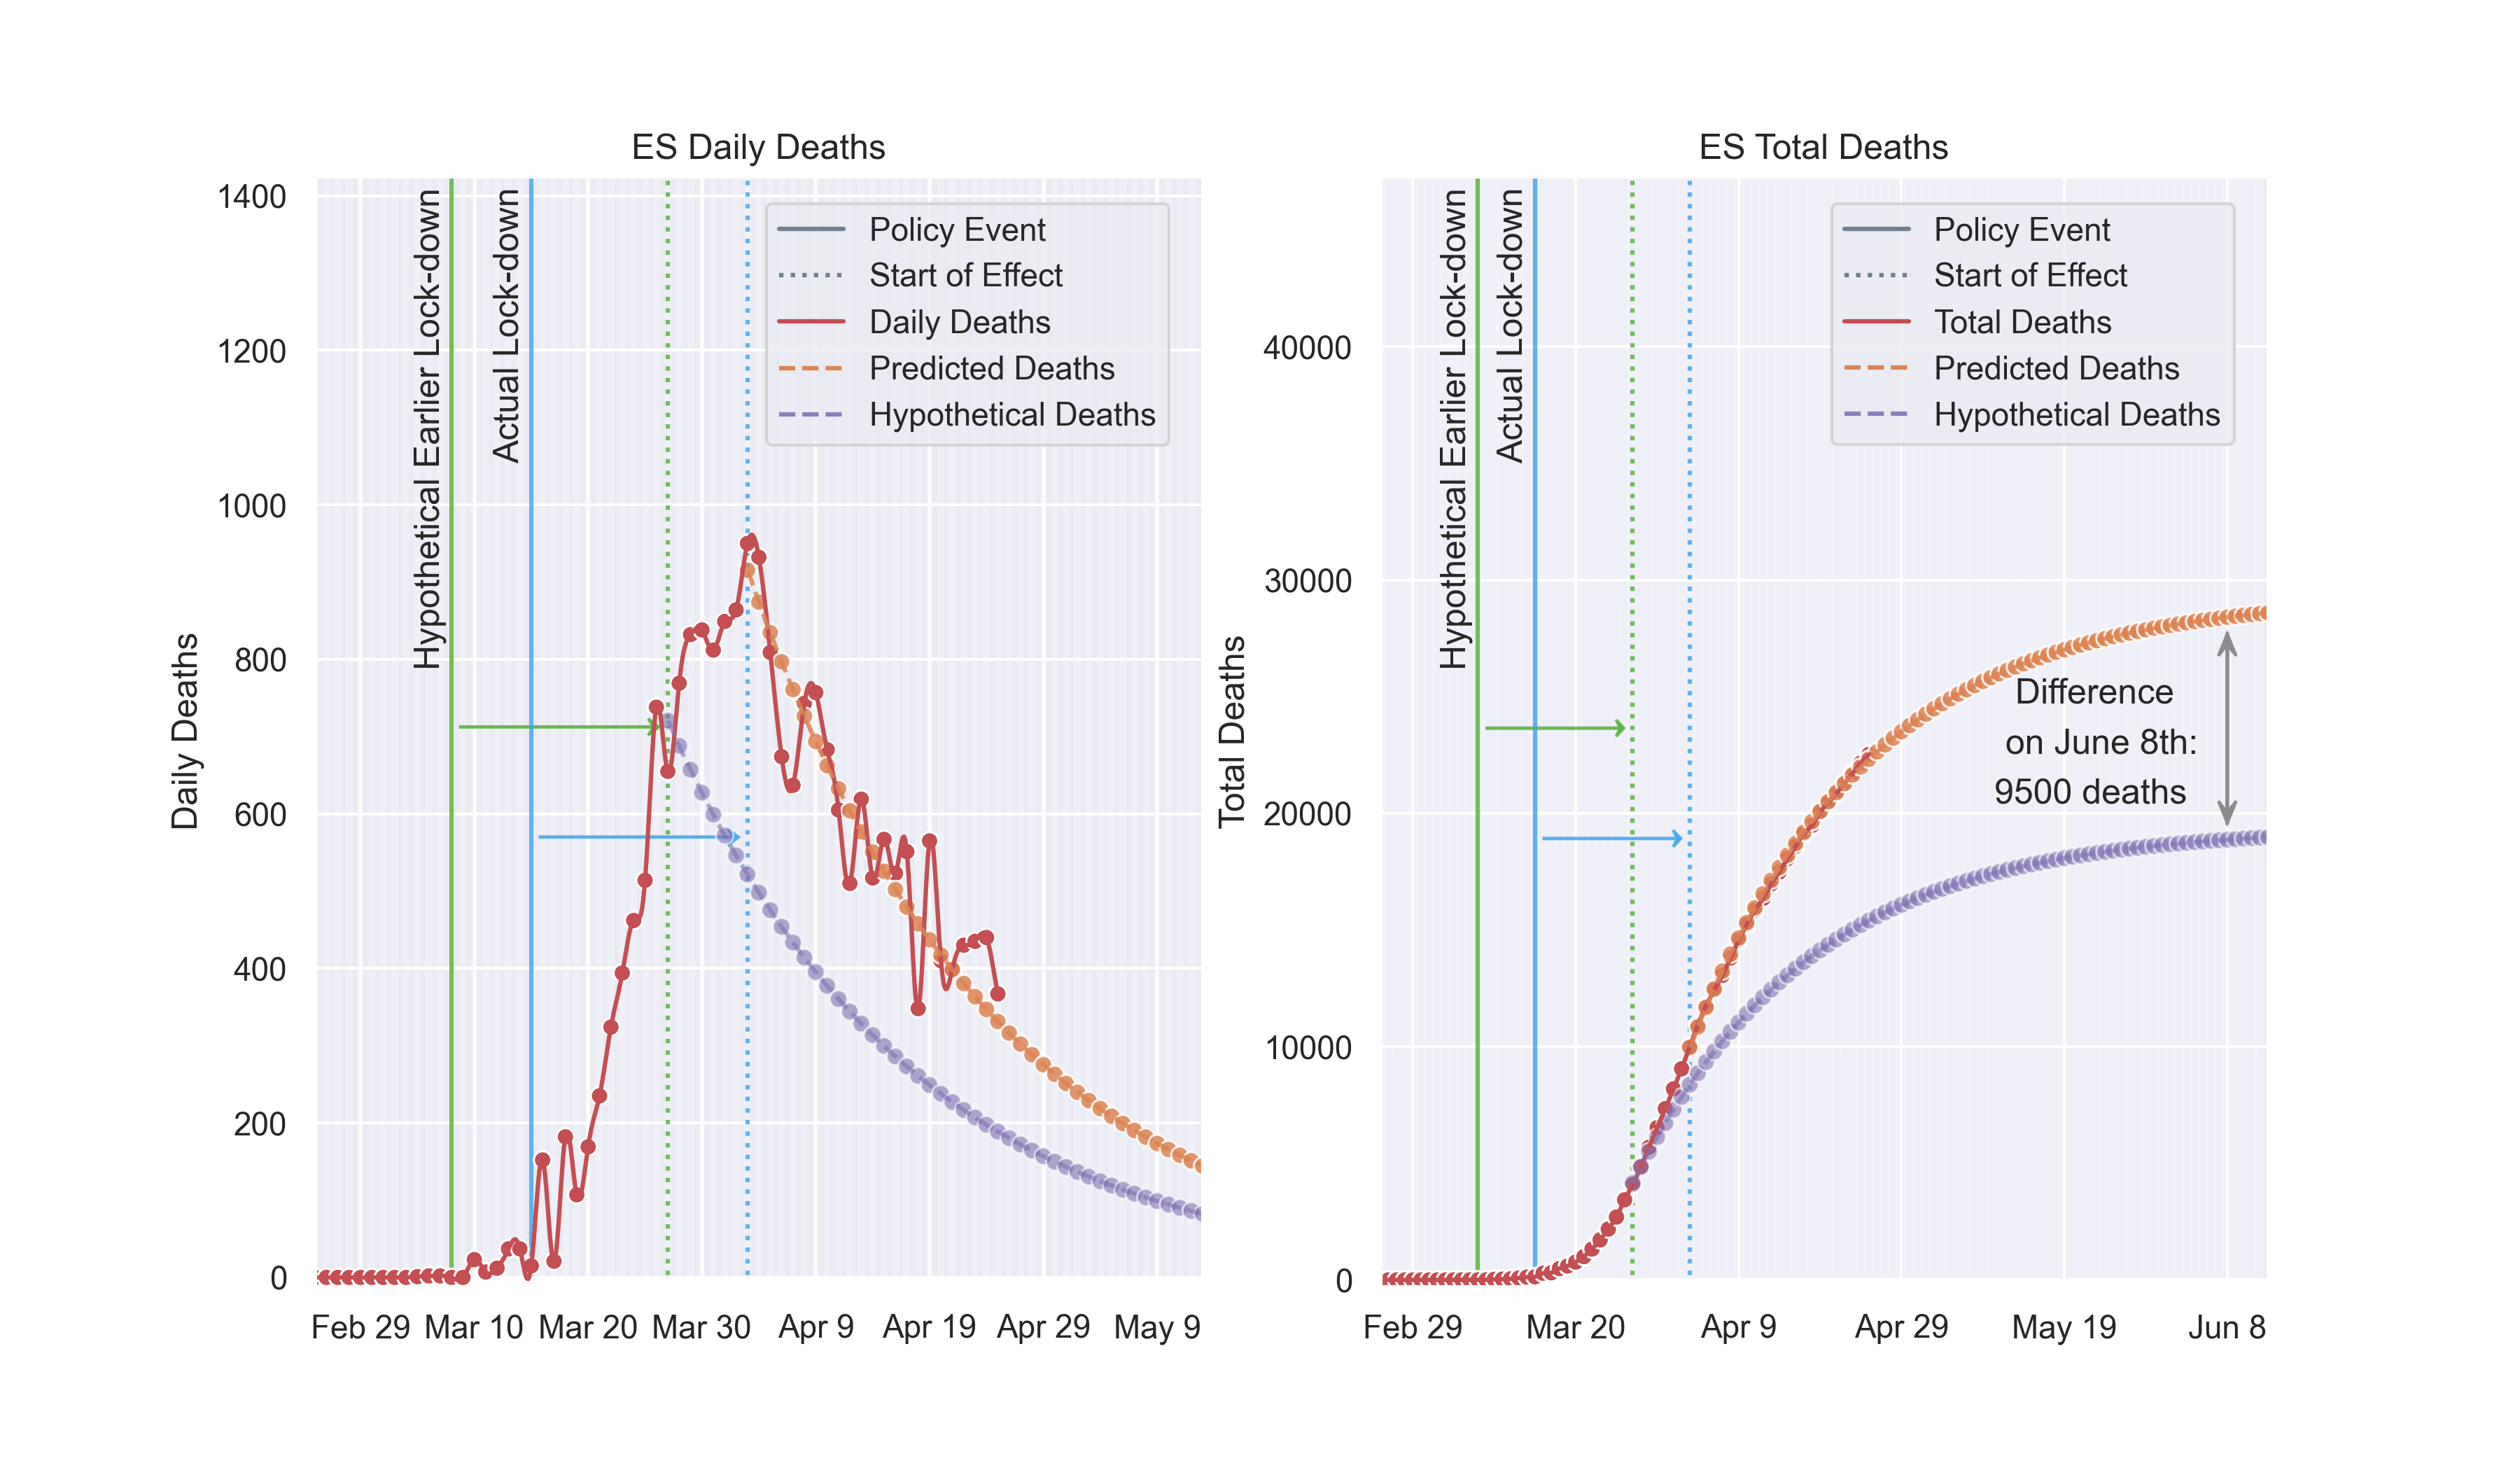 ES Daily Deaths
1400
1200
1000
800
600
400
200
0
Daily Deaths
Hypothetical Earlier Lock-down
Actual Lock-down
Policy Event
Start of Effect
Daily Deaths
Predicted Deaths
Hypothetical Deaths
Feb 29
Mar 10
Mar 20
Mar 30
Apr 9
Apr 19
Apr 29
May 9
ES Total Deaths
40000
30000
20000
10000
0
Total Deaths
Hypothetical Earlier Lock-down
Actual Lock-down
Policy Event
Start of Effect
Total Deaths
Predicted Deaths
Hypothetical Deaths
Difference
on June 8th:
9500 deaths
Feb 29
Mar 20
Apr 9
Apr 29
May 19
Jun 8